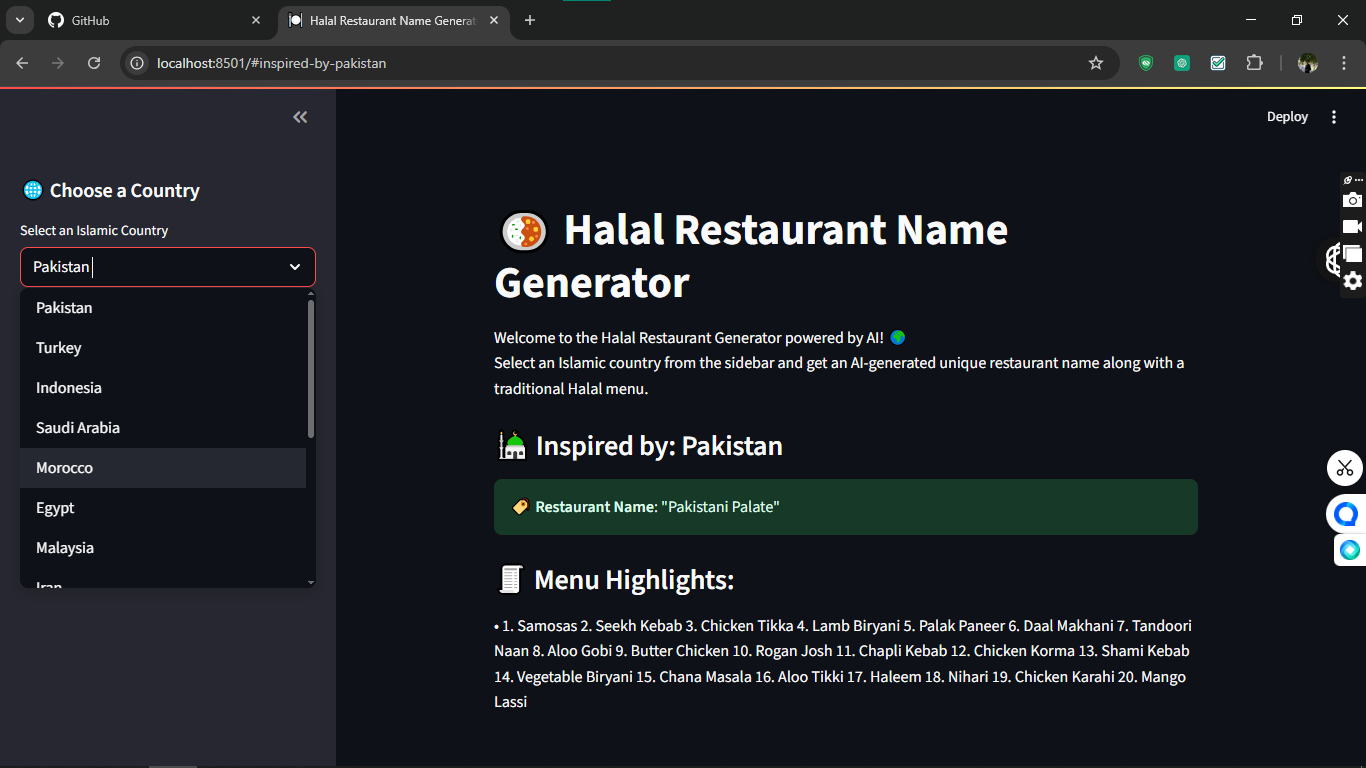 GitHub
Halal Restaurant Name Generat
localhost:8501/#inspired-by-pakistan
Deploy
Choose a Country
Select an Islamic Country
Pakistan
Pakistan
Turkey
Indonesia
Saudi Arabia
Morocco
Egypt
Malaysia
Iran
Halal Restaurant Name
Generator
Welcome to the Halal Restaurant Generator powered by AI!
Select an Islamic country from the sidebar and get an AI-generated unique restaurant name along with a
traditional Halal menu.
Inspired by: Pakistan
Restaurant Name: "Pakistani Palate"
Menu Highlights:
• 1. Samosas 2. Seekh Kebab 3. Chicken Tikka 4. Lamb Biryani 5. Palak Paneer 6. Daal Makhani 7. Tandoori
Naan 8. Aloo Gobi 9. Butter Chicken 10. Rogan Josh 11. Chapli Kebab 12. Chicken Korma 13. Shami Kebab
14. Vegetable Biryani 15. Chana Masala 16. Aloo Tikki 17. Haleem 18. Nihari 19. Chicken Karahi 20. Mango
Lassi